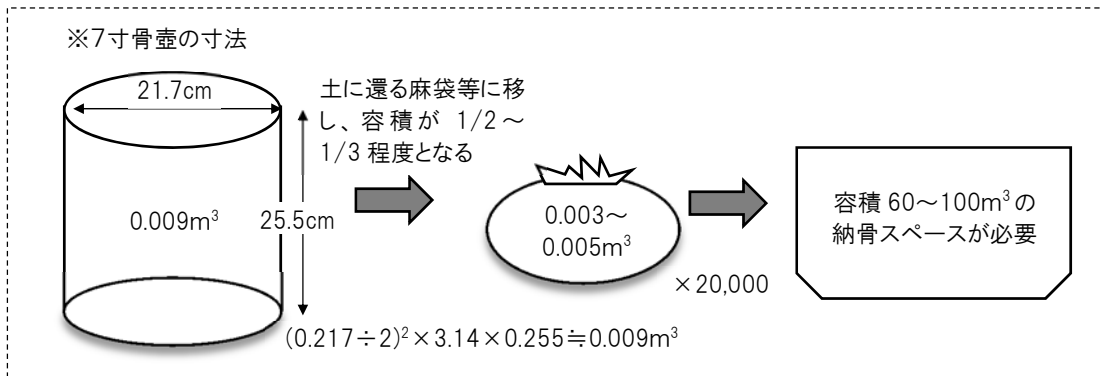 ※7寸骨壺の寸法
21.7cm
土に還る麻袋等に移
し、容積が 1/2～
1/3 程度となる
0.009m³
25.5cm
0.003～
0.005m³
×20,000
容積 60～100m³の
納骨スペースが必要
(0.217÷2)²×3.14×0.255≒0.009m³